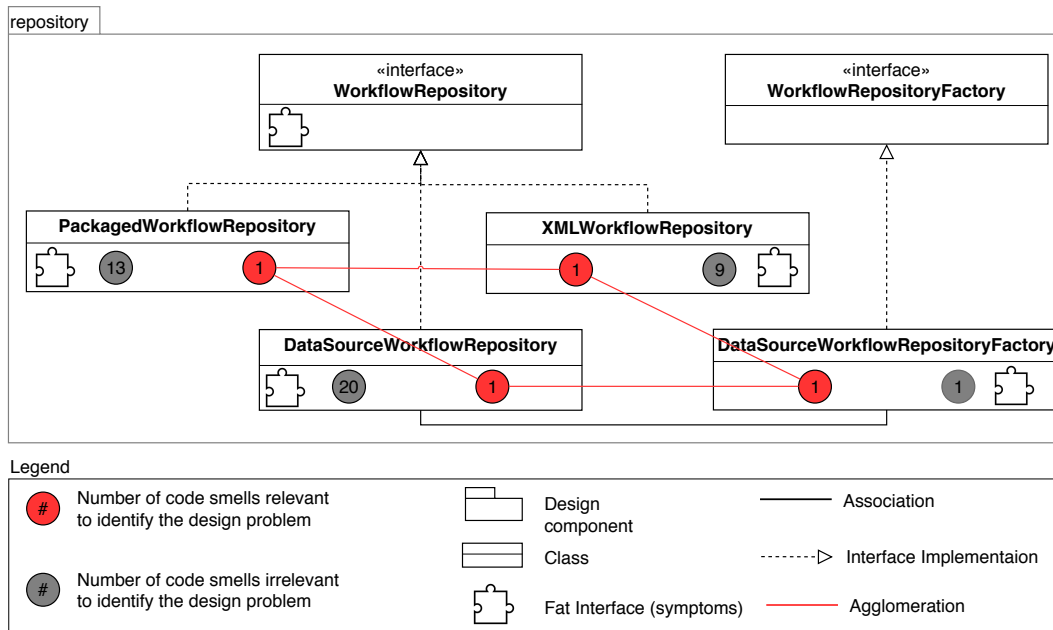 repository
«interface»
WorkflowRepository
«interface»
WorkflowRepositoryFactory
PackagedWorkflowRepository
13
1
XMLWorkflowRepository
1
9
DataSourceWorkflowRepository
20
1
DataSourceWorkflowRepositoryFactory
1
1
Legend
# Number of code smells relevant
to identify the design problem
# Number of code smells irrelevant
to identify the design problem
Design
component
Class
Fat Interface (symptoms)
Association
Interface Implementaion
Agglomeration